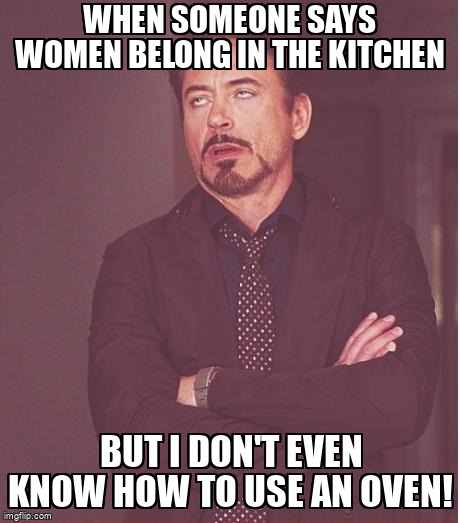 WHEN SOMEONE SAYS
WOMEN BELONG IN THE KITCHEN
BUT I DON'T EVEN
KNOW HOW TO USE AN OVEN!
imgflip.com